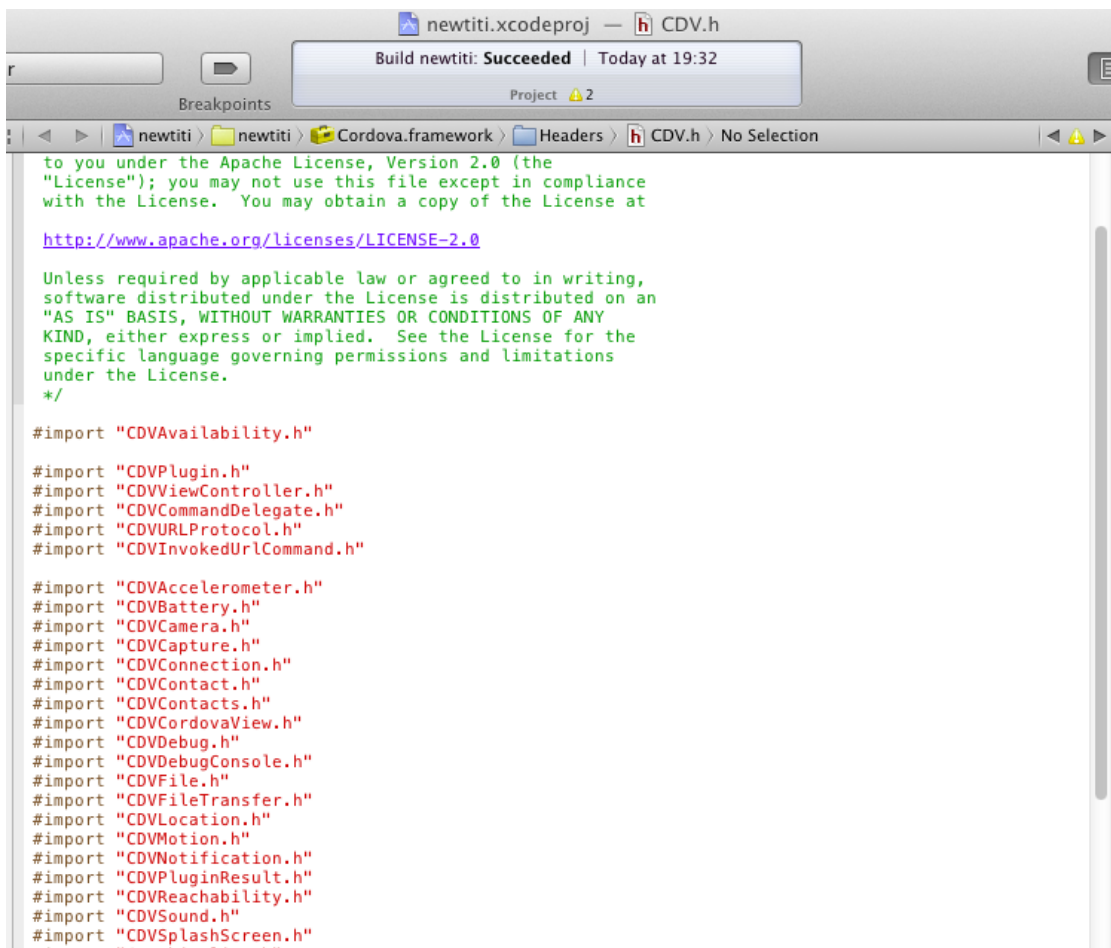 newtiti.xcodeproj — h CDV.h
r
Build newtiti: Succeeded | Today at 19:32
Project 2
Breakpoints
newtiti 〉 newtiti 〉 Cordova.framework 〉 Headers 〉 h CDV.h 〉 No Selection
to you under the Apache License, Version 2.0 (the
"License"); you may not use this file except in compliance
with the License.  You may obtain a copy of the License at
http://www.apache.org/licenses/LICENSE-2.0
Unless required by applicable law or agreed to in writing,
software distributed under the License is distributed on an
"AS IS" BASIS, WITHOUT WARRANTIES OR CONDITIONS OF ANY
KIND, either express or implied.  See the License for the
specific language governing permissions and limitations
under the License.
*/
#import "CDVAvailability.h"
#import "CDVPlugin.h"
#import "CDVViewController.h"
#import "CDVCommandDelegate.h"
#import "CDVURLProtocol.h"
#import "CDVInvokedUrlCommand.h"
#import "CDVAccelerometer.h"
#import "CDVBattery.h"
#import "CDVCamera.h"
#import "CDVCapture.h"
#import "CDVConnection.h"
#import "CDVContact.h"
#import "CDVContacts.h"
#import "CDVCordovaView.h"
#import "CDVDebug.h"
#import "CDVDebugConsole.h"
#import "CDVFile.h"
#import "CDVFileTransfer.h"
#import "CDVLocation.h"
#import "CDVMotion.h"
#import "CDVNotification.h"
#import "CDVPluginResult.h"
#import "CDVReachability.h"
#import "CDVSound.h"
#import "CDVSplashScreen.h"